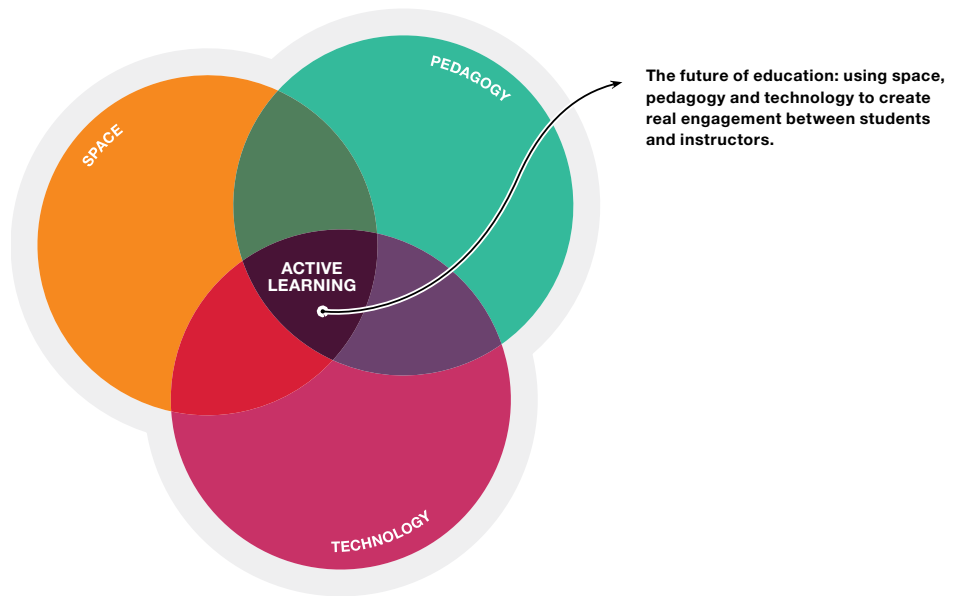 SPACE
PEDAGOGY
ACTIVE
LEARNING
TECHNOLOGY
The future of education: using space,
pedagogy and technology to create
real engagement between students
and instructors.